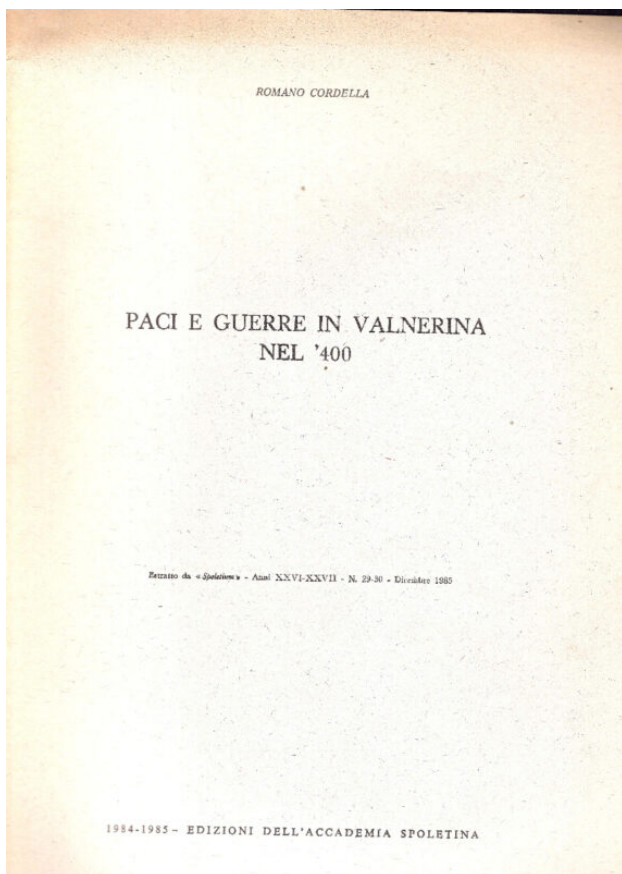 ROMANO CORDELLA
PACI E GUERRE IN VALNERINA
NEL '400
Estratto da «Spoletium» - Anni XXVI-XXVII - N. 29-30 - Dicembre 1985
1984-1985 - EDIZIONI DELL'ACCADEMIA SPOLETINA